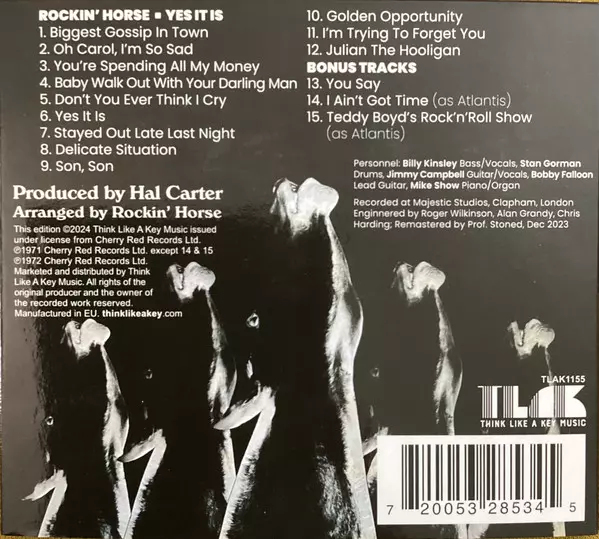 ROCKIN' HORSE ▪ YES IT IS
1. Biggest Gossip In Town
2. Oh Carol, I'm So Sad
3. You're Spending All My Money
4. Baby Walk Out With Your Darling Man
5. Don't You Ever Think I Cry
6. Yes It Is
7. Stayed Out Late Last Night
8. Delicate Situation
9. Son, Son
10. Golden Opportunity
11. I'm Trying To Forget You
12. Julian The Hooligan
BONUS TRACKS
13. You Say
14. I Ain't Got Time (as Atlantis)
15. Teddy Boyd's Rock'n'Roll Show
(as Atlantis)
Personnel: Billy Kinsley Bass/Vocals, Stan Gorman
Drums, Jimmy Campbell Guitar/Vocals, Bobby Falloon
Lead Guitar, Mike Show Piano/Organ
Recorded at Majestic Studios, Clapham, London
Enginnered by Roger Wilkinson, Alan Grandy, Chris
Harding; Remastered by Prof. Stoned, Dec 2023
Produced by Hal Carter
Arranged by Rockin' Horse
This edition ©2024 Think Like A Key Music issued
under license from Cherry Red Records Ltd.
℗1971 Cherry Red Records Ltd. except 14 & 15
℗1972 Cherry Red Records Ltd.
Marketed and distributed by Think
Like A Key Music. All rights of the
original producer and the owner of
the recorded work reserved.
Manufactured in EU. thinklikeakey.com
TLAK1155
TLAK
THINK LIKE A KEY MUSIC
7 20053 28534 5